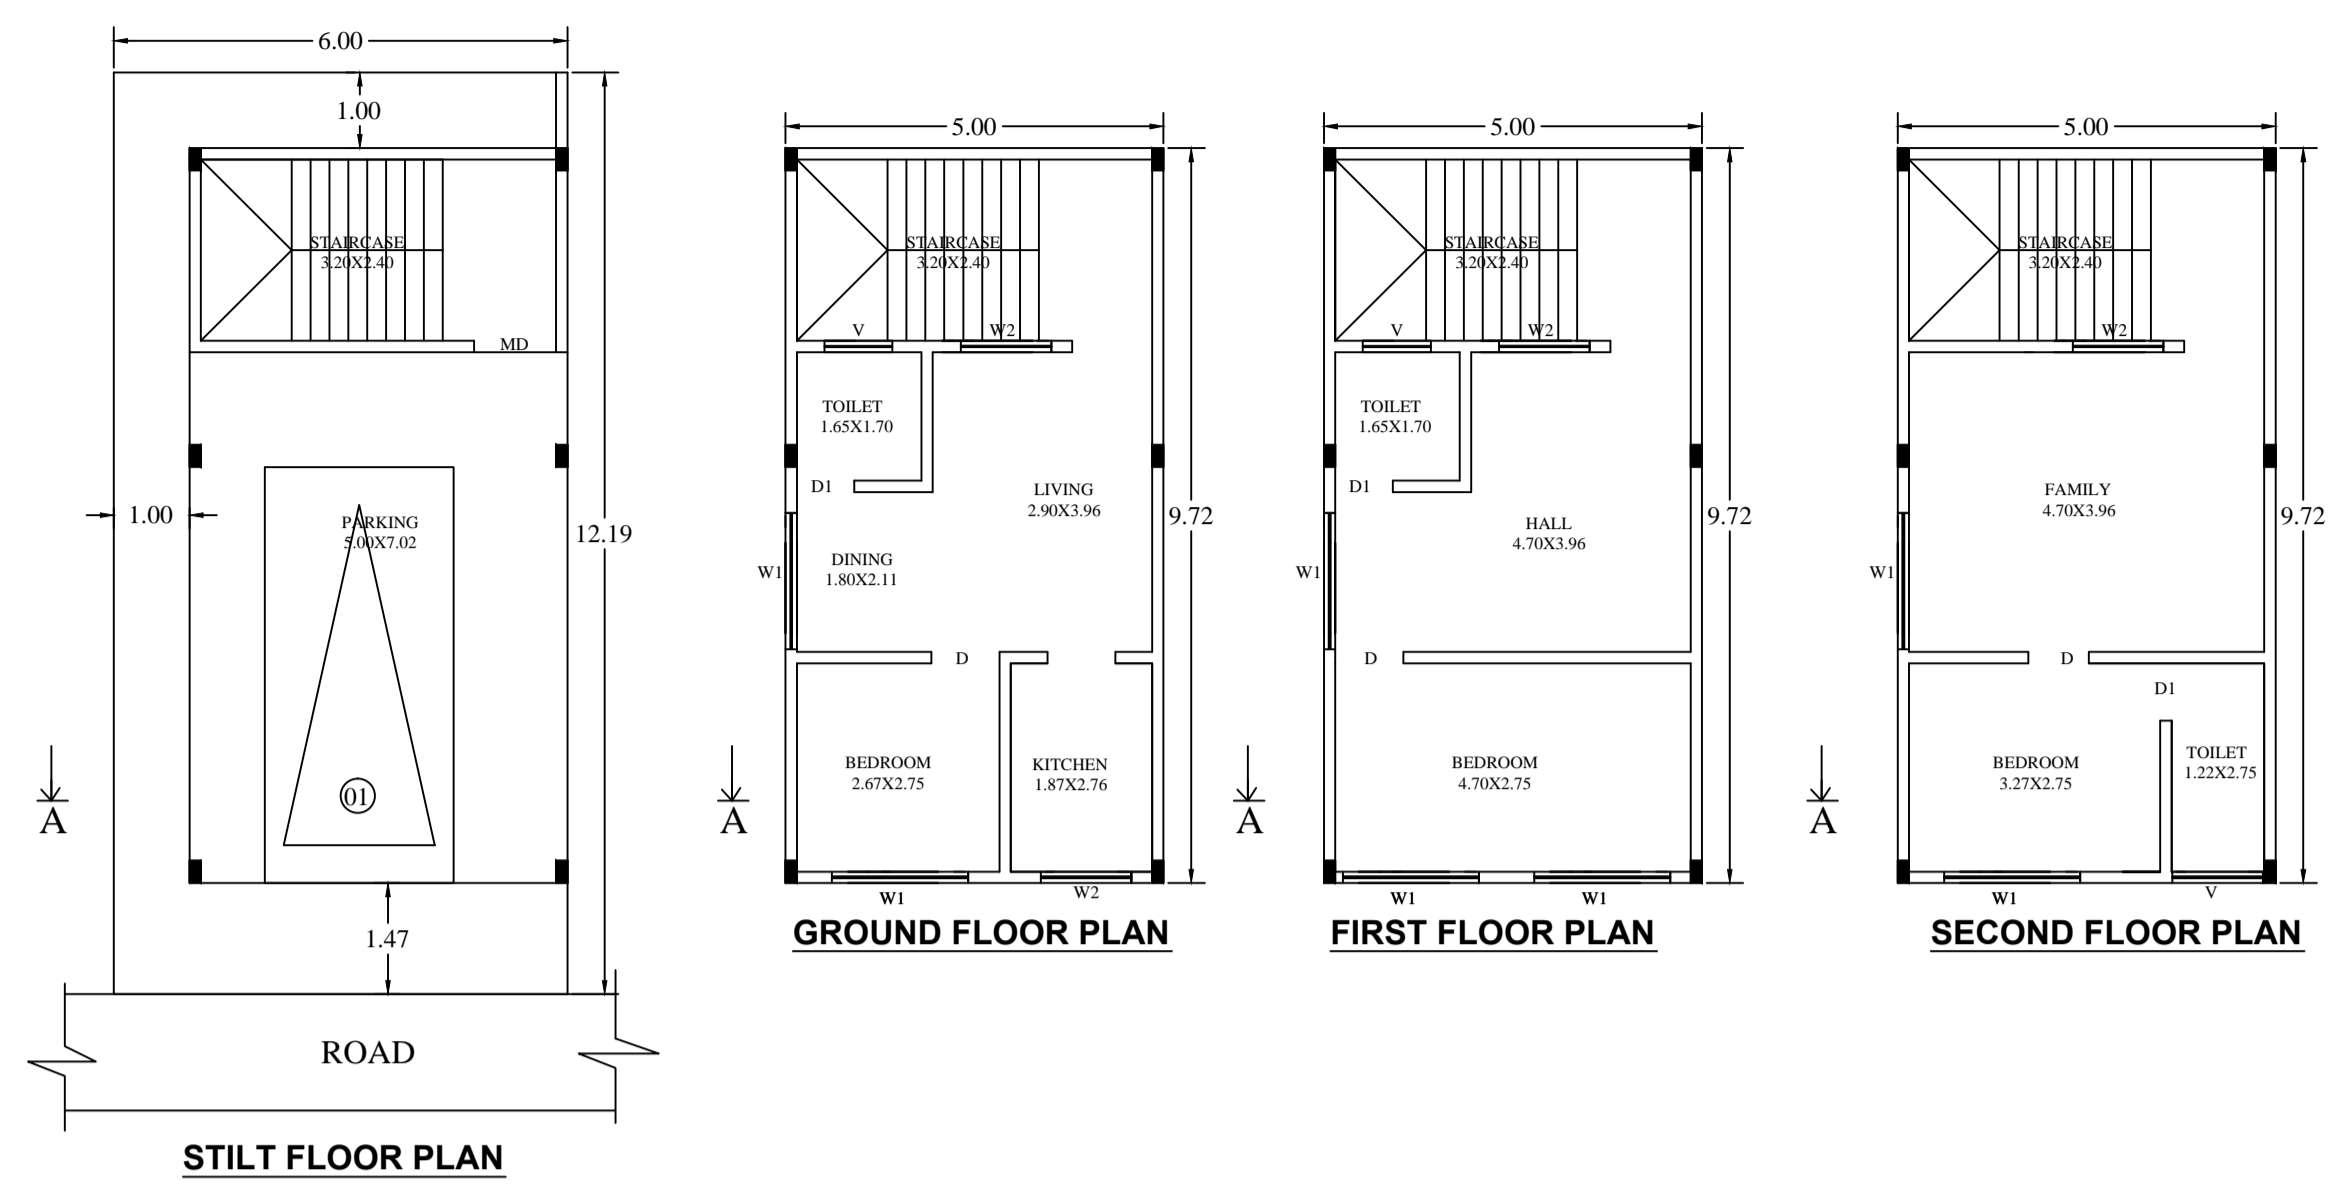 6.00
1.00
STAIRCASE
3.20X2.40
MD
1.00
PARKING
5.00X7.02
12.19
01
A
1.47
ROAD
STILT FLOOR PLAN
5.00
STAIRCASE
3.20X2.40
V
W2
TOILET
1.65X1.70
D1
LIVING
2.90X3.96
9.72
DINING
1.80X2.11
W1
D
BEDROOM
2.67X2.75
KITCHEN
1.87X2.76
A
W1
W2
GROUND FLOOR PLAN
5.00
STAIRCASE
3.20X2.40
V
W2
TOILET
1.65X1.70
D1
HALL
4.70X3.96
9.72
W1
D
BEDROOM
4.70X2.75
A
W1
W1
FIRST FLOOR PLAN
5.00
STAIRCASE
3.20X2.40
W2
FAMILY
4.70X3.96
9.72
W1
D
D1
BEDROOM
3.27X2.75
TOILET
1.22X2.75
A
W1
V
SECOND FLOOR PLAN